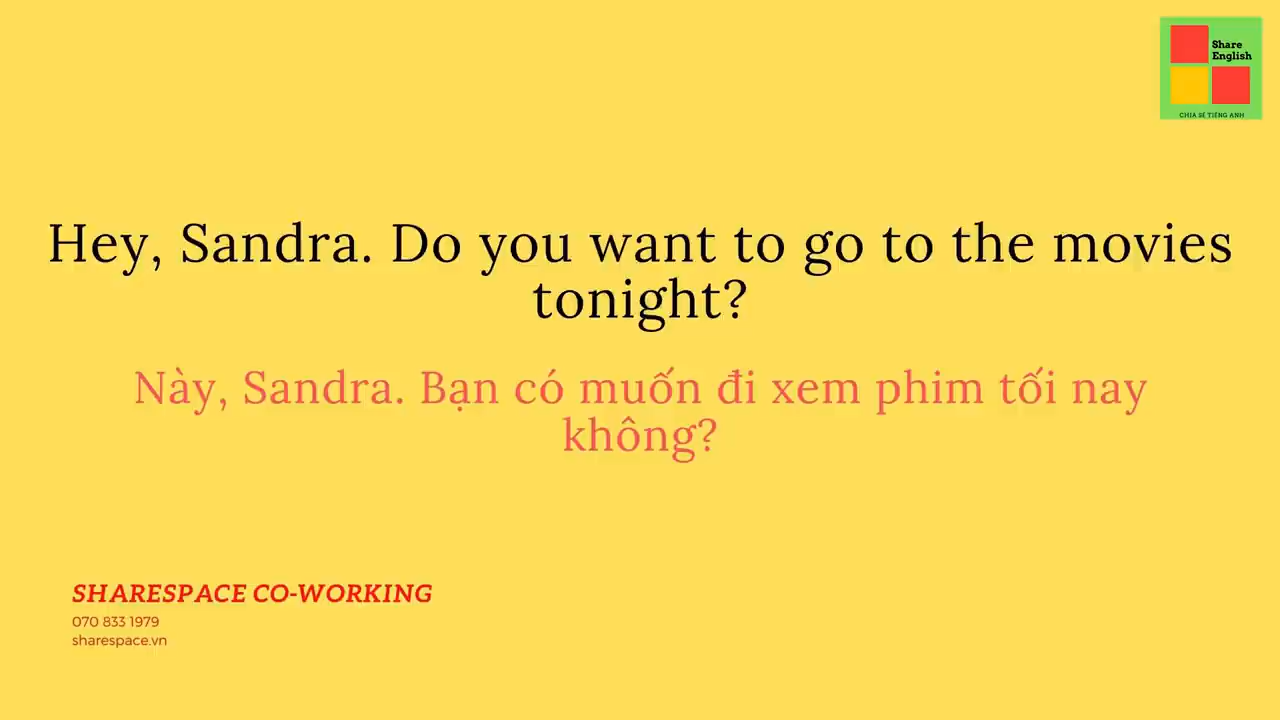 Share
English
CHIA SẺ TIẾNG ANH
Hey, Sandra. Do you want to go to the movies
tonight?
Này, Sandra. Bạn có muốn đi xem phim tối nay
không?
SHARESPACE CO-WORKING
070 833 1979
sharespace.vn